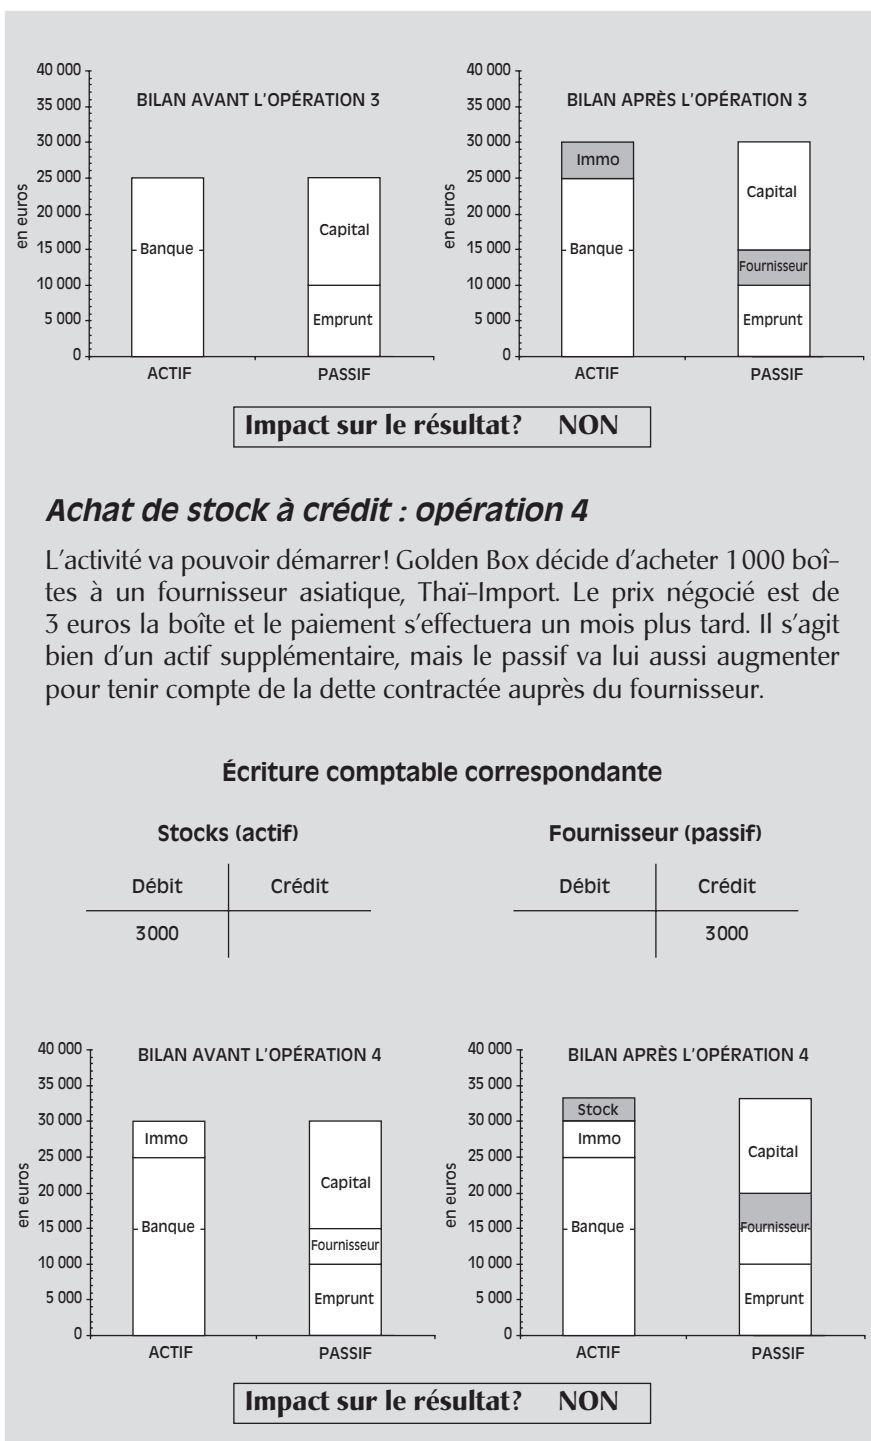 40 000
35 000
30 000
25 000
20 000
15 000
10 000
5 000
0
en euros
BILAN AVANT L'OPÉRATION 3
Banque
Capital
Emprunt
ACTIF
PASSIF
40 000
35 000
30 000
25 000
20 000
15 000
10 000
5 000
0
en euros
BILAN APRÈS L'OPÉRATION 3
Immo
Banque
Capital
Fournisseur
Emprunt
ACTIF
PASSIF
Impact sur le résultat? NON
Achat de stock à crédit : opération 4
L'activité va pouvoir démarrer! Golden Box décide d'acheter 1 000 boî-
tes à un fournisseur asiatique, Thaï-Import. Le prix négocié est de
3 euros la boîte et le paiement s'effectuera un mois plus tard. Il s'agit
bien d'un actif supplémentaire, mais le passif va lui aussi augmenter
pour tenir compte de la dette contractée auprès du fournisseur.
Écriture comptable correspondante
Stocks (actif)
Débit Crédit
3 000
Fournisseur (passif)
Débit Crédit
3 000
40 000
35 000
30 000
25 000
20 000
15 000
10 000
5 000
0
en euros
BILAN AVANT L'OPÉRATION 4
Immo
Banque
Capital
Fournisseur
Emprunt
ACTIF
PASSIF
40 000
35 000
30 000
25 000
20 000
15 000
10 000
5 000
0
en euros
BILAN APRÈS L'OPÉRATION 4
Stock
Immo
Banque
Capital
Fournisseur
Emprunt
ACTIF
PASSIF
Impact sur le résultat? NON